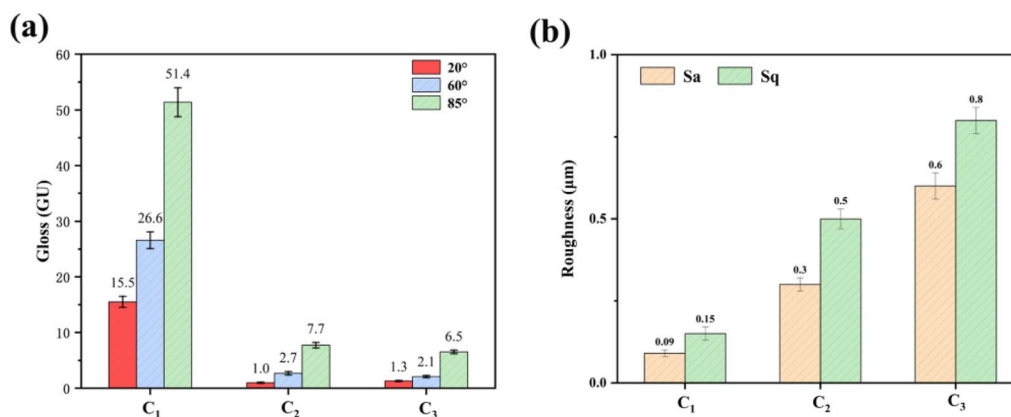 (a)
60
50
40
30
20
10
0
Gloss (GU)
20°
60°
85°
15.5
26.6
51.4
1.0
2.7
7.7
1.3
2.1
6.5
C1
C2
C3
(b)
1.0
0.5
0.0
Roughness (μm)
Sa
Sq
0.09
0.15
0.3
0.5
0.6
0.8
C1
C2
C3